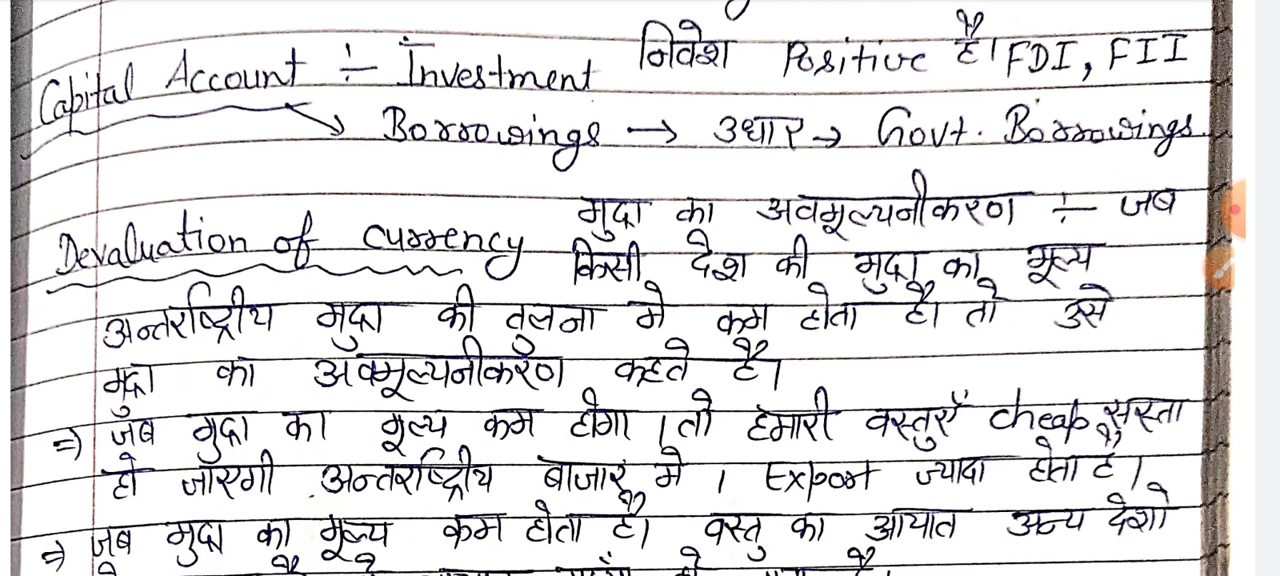 Capital Account ÷ Investment निवेश Positive है। FDI, FII
→ Borrowings → उधार → Govt. Borrowings
Devaluation of currency मुद्रा का अवमूल्यनीकरण ÷ जब
किसी देश की मुद्रा का मूल्य
अन्तर्राष्ट्रीय मुद्रा की तुलना मे कम होता है। तो उसे
मुद्रा का अवमूल्यनीकरण कहते है।
⇒ जब मुद्रा का मूल्य कम होगा। तो हमारी वस्तुएँ cheap, सस्ता
हो जाएगी अन्तर्राष्ट्रीय बाजार मे। Export ज्यादा होता है।
⇒ जब मुद्रा का मूल्य कम होता है। वस्तु का आयात अन्य देशो